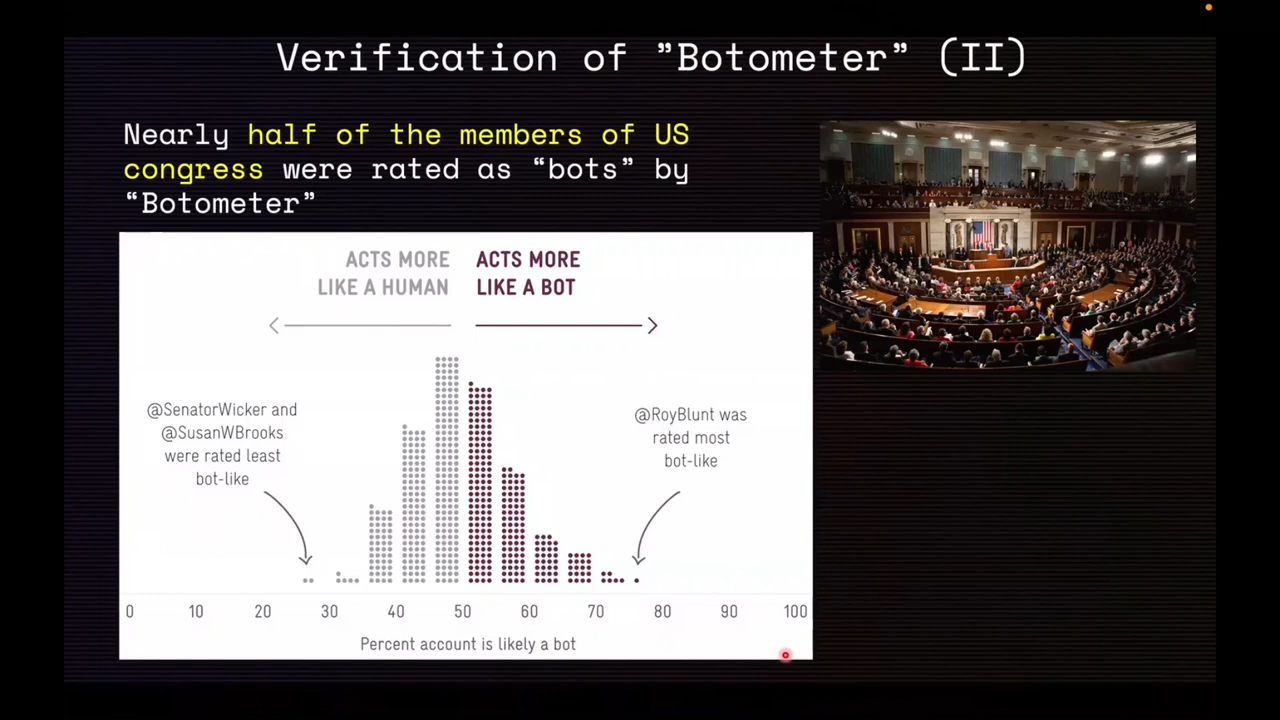 Verification of ”Botometer” (II)
Nearly half of the members of US
congress were rated as “bots” by
“Botometer”
ACTS MORE
LIKE A HUMAN
ACTS MORE
LIKE A BOT
@SenatorWicker and
@SusanWBrooks
were rated least
bot-like
@RoyBlunt was
rated most
bot-like
0 10 20 30 40 50 60 70 80 90 100
Percent account is likely a bot